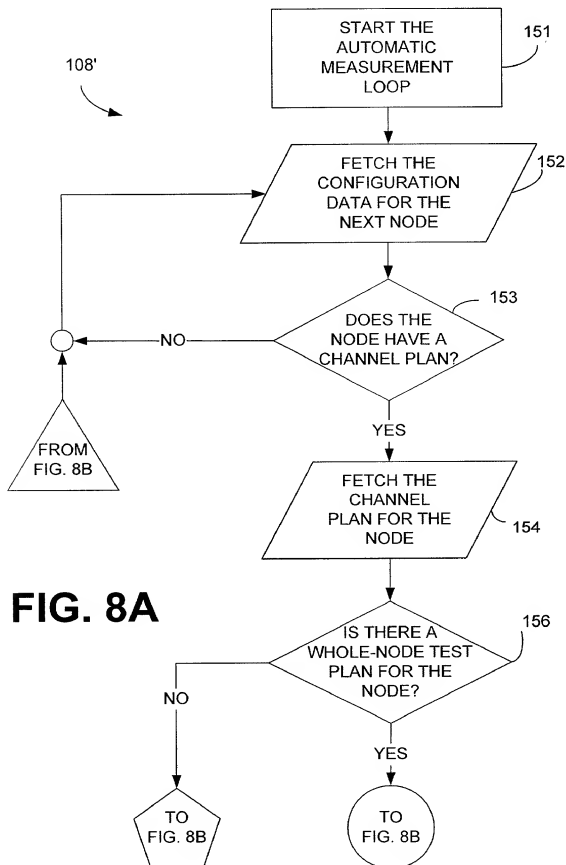 START THE
AUTOMATIC
MEASUREMENT
LOOP
151
108'
FETCH THE
CONFIGURATION
DATA FOR THE
NEXT NODE
152
153
DOES THE
NODE HAVE A
CHANNEL PLAN?
NO
YES
FROM
FIG. 8B
FETCH THE
CHANNEL
PLAN FOR THE
NODE
154
FIG. 8A
IS THERE A
WHOLE-NODE TEST
PLAN FOR THE
NODE?
156
NO
YES
TO
FIG. 8B
TO
FIG. 8B